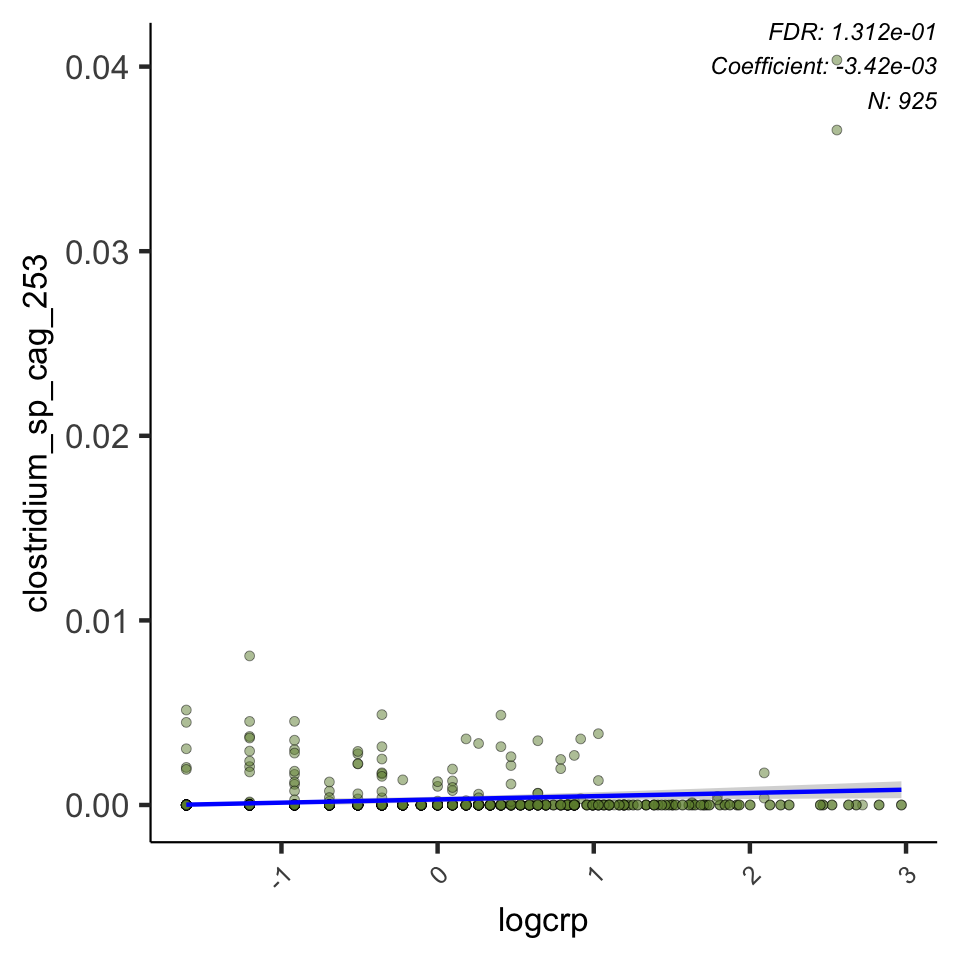 FDR: 1.312e-01
Coefficient: -3.42e-03
N: 925
0.04
0.03
0.02
0.01
0.00
clostridium_sp_cag_253
-1
0
1
2
3
logcrp